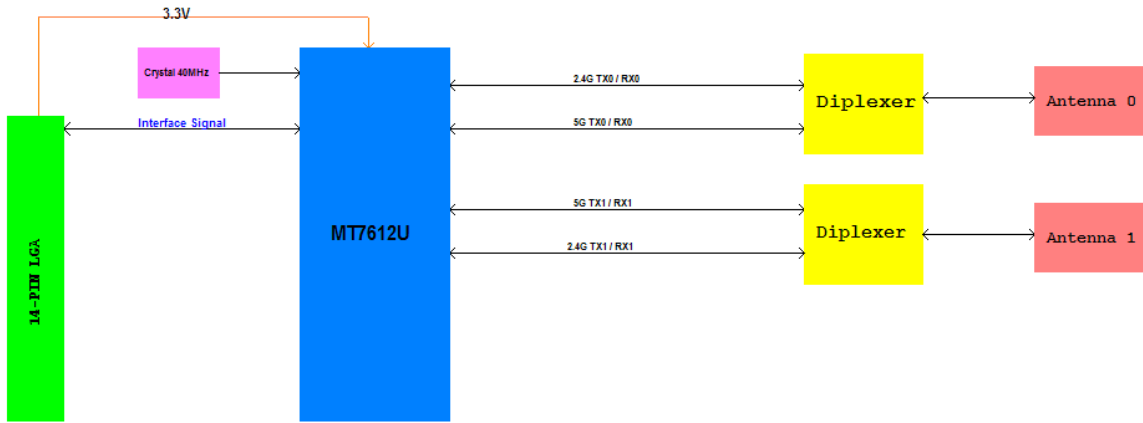 3.3V
Crystal 40MHz
Interface Signal
14-PIN LGA
MT7612U
2.4G TX0 / RX0
5G TX0 / RX0
5G TX1 / RX1
2.4G TX1 / RX1
Diplexer
Antenna 0
Diplexer
Antenna 1